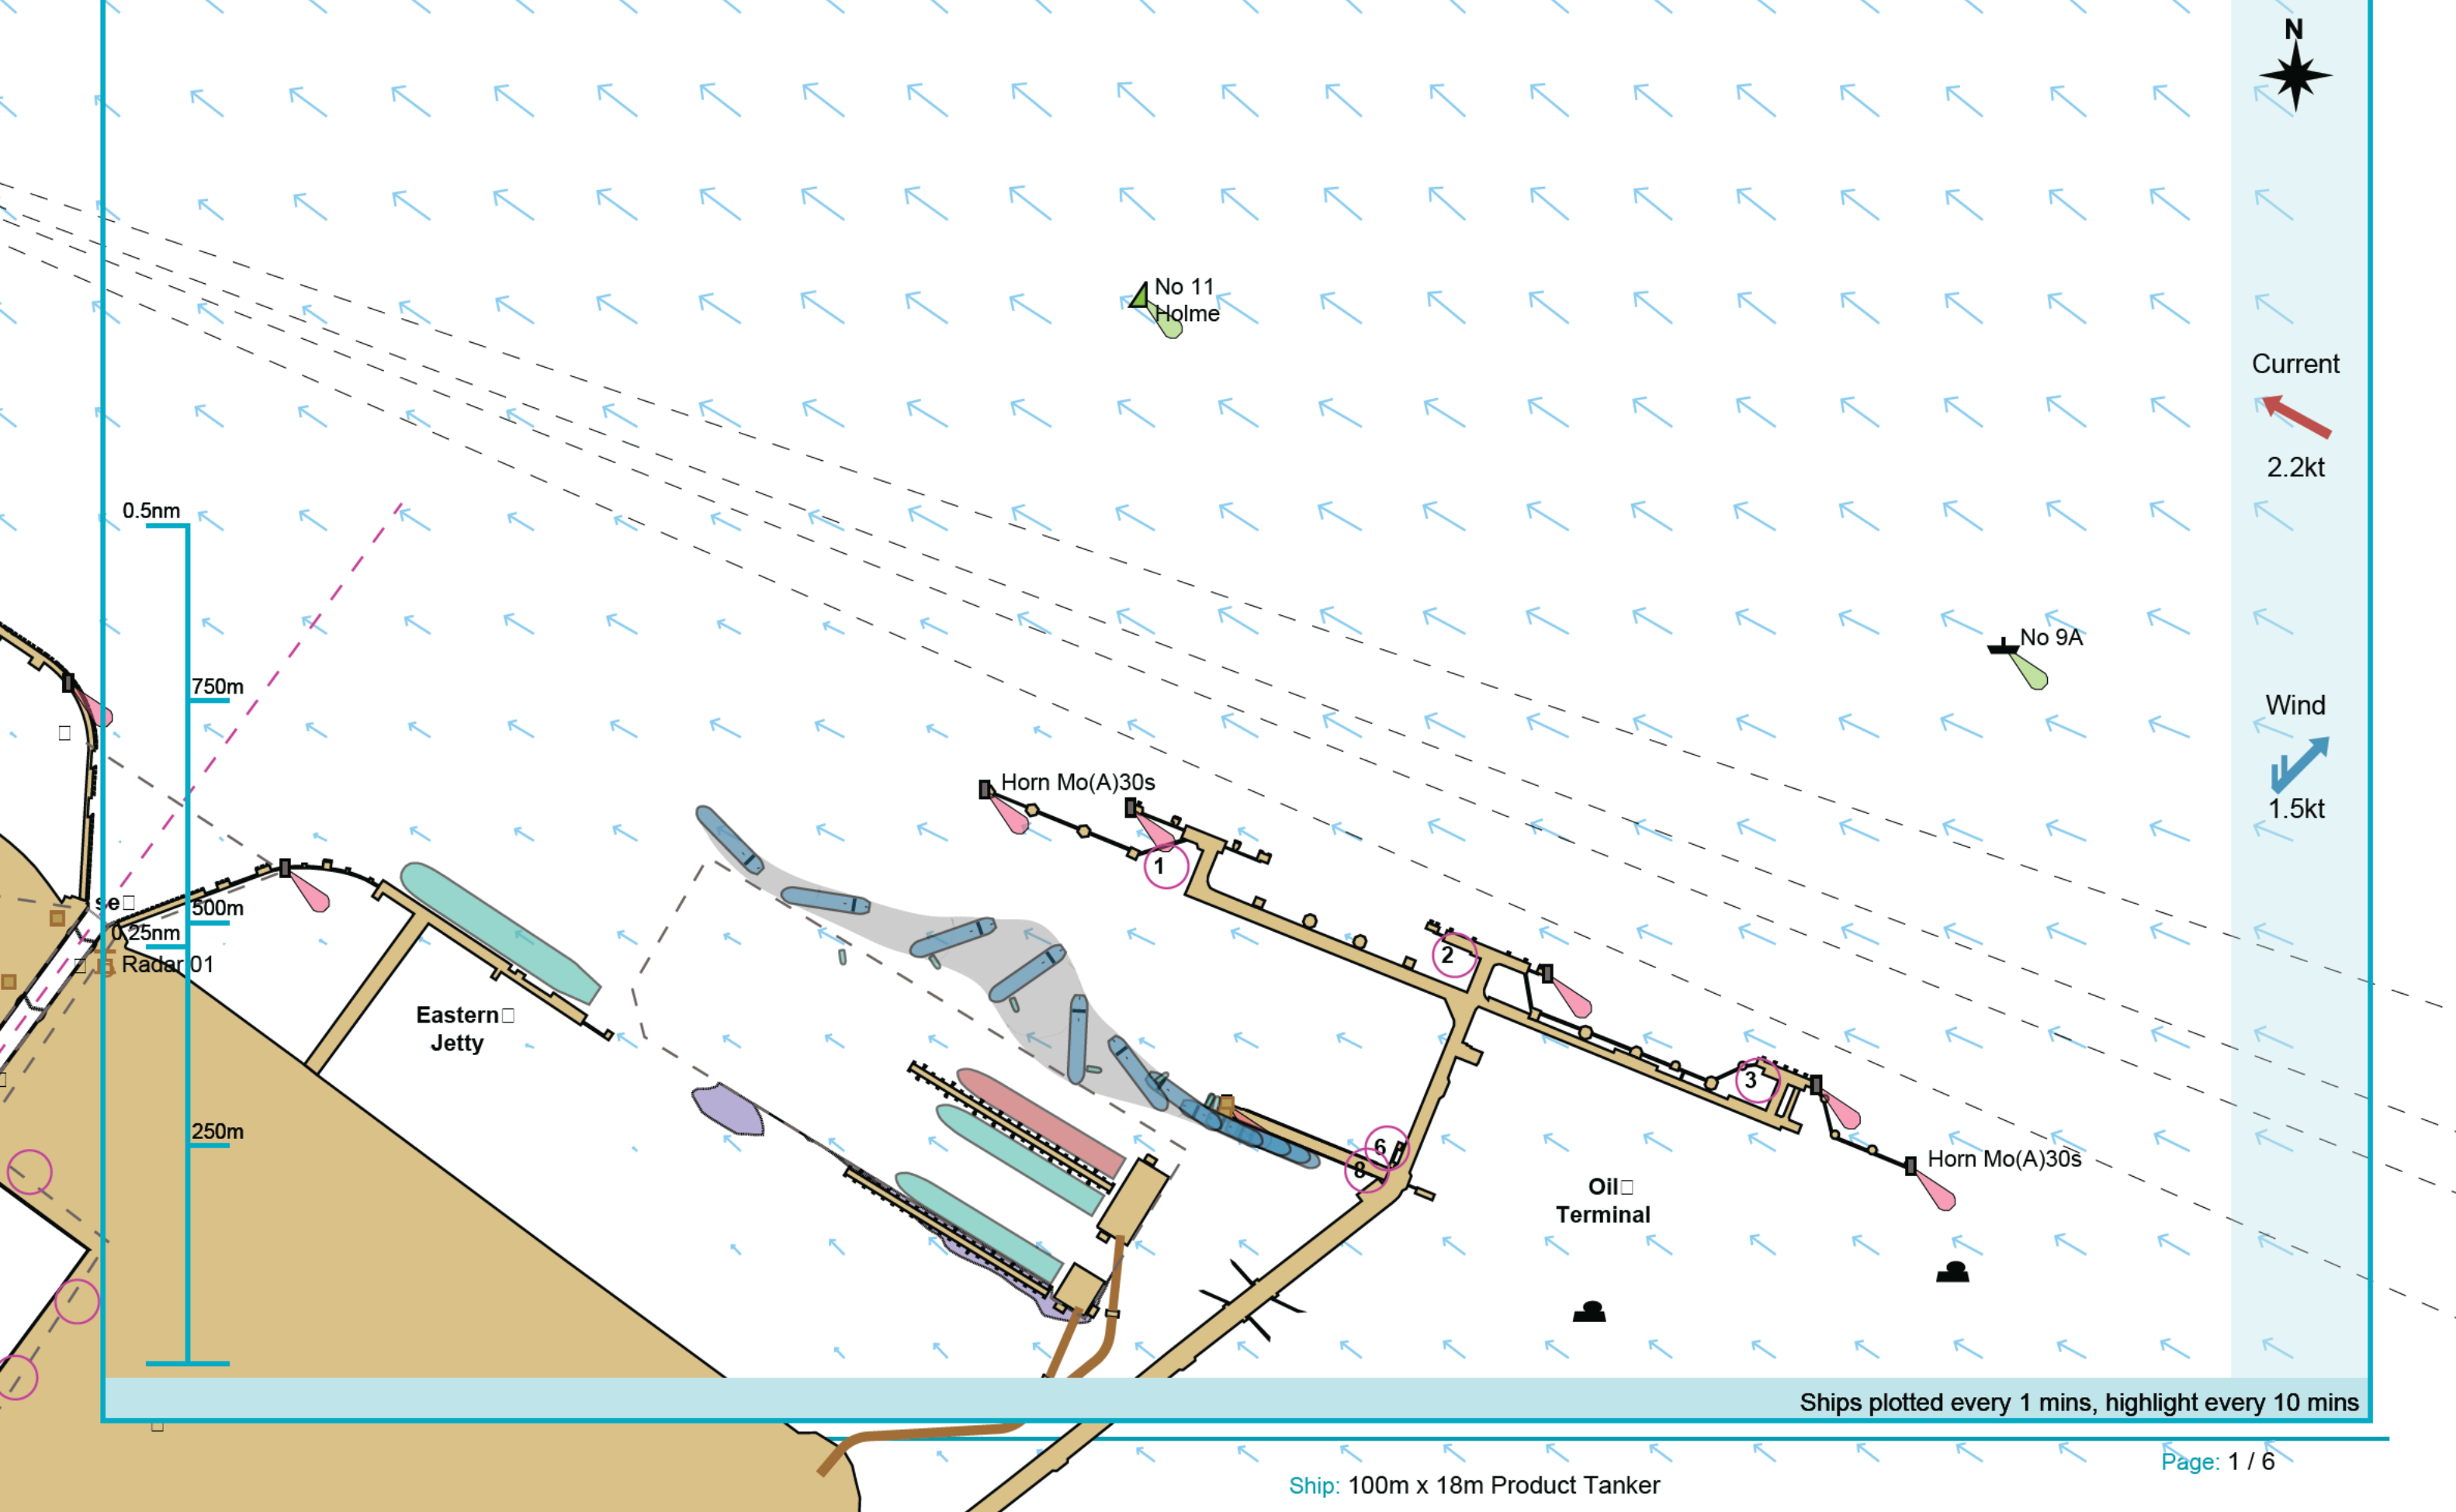 N
No 11
Holme
Current
2.2kt
0.5nm
No 9A
750m
Wind
1.5kt
Horn Mo(A)30s
1
500m
0.25nm
Radar 01
2
Eastern
Jetty
3
250m
6
8
Horn Mo(A)30s
Oil
Terminal
Ships plotted every 1 mins, highlight every 10 mins
Page: 1 / 6
Ship: 100m x 18m Product Tanker